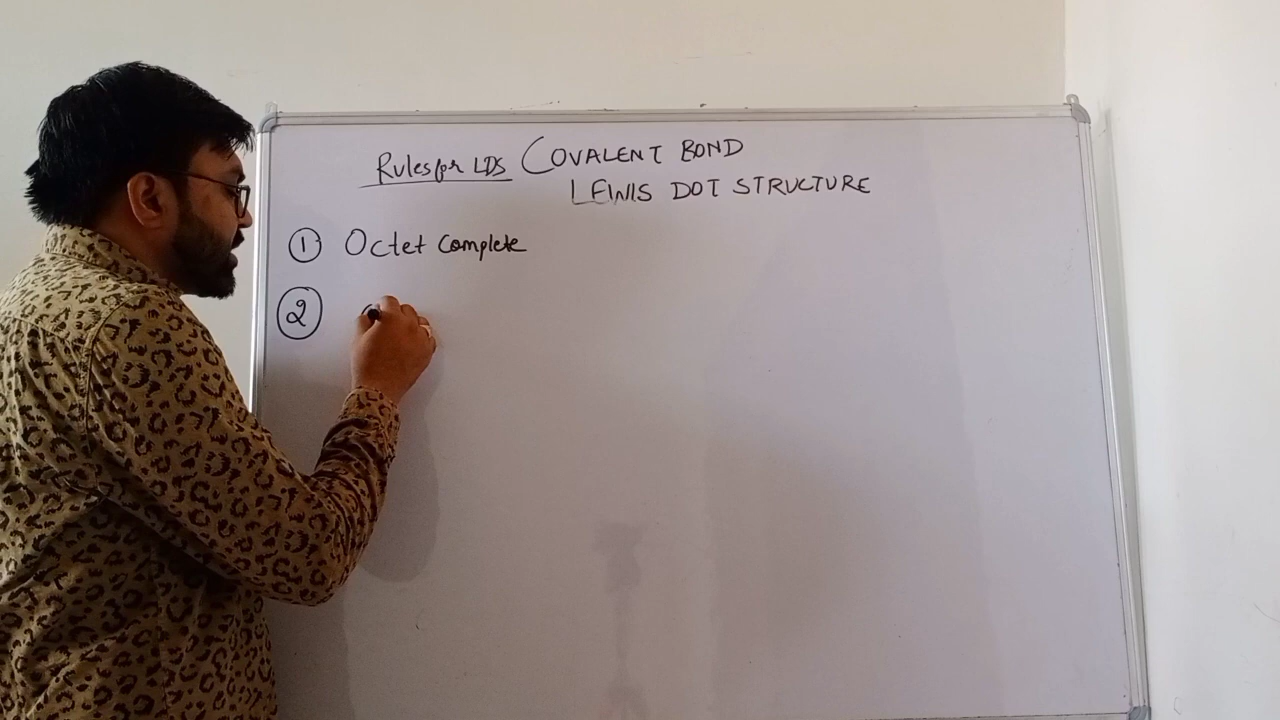 Rules for LDS COVALENT BOND
LEWIS DOT STRUCTURE
① Octet Complete
②